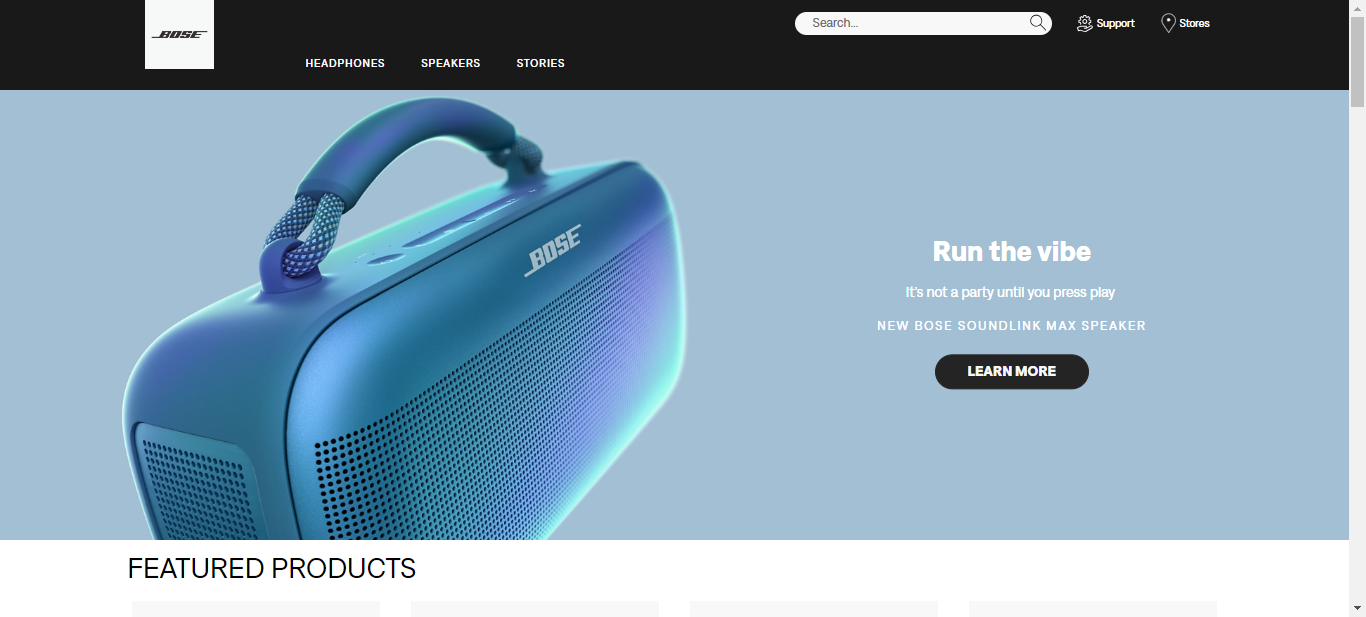 BOSE
Search...
Support
Stores
HEADPHONES
SPEAKERS
STORIES
BOSE
Run the vibe
It's not a party until you press play
NEW BOSE SOUNDLINK MAX SPEAKER
LEARN MORE
FEATURED PRODUCTS